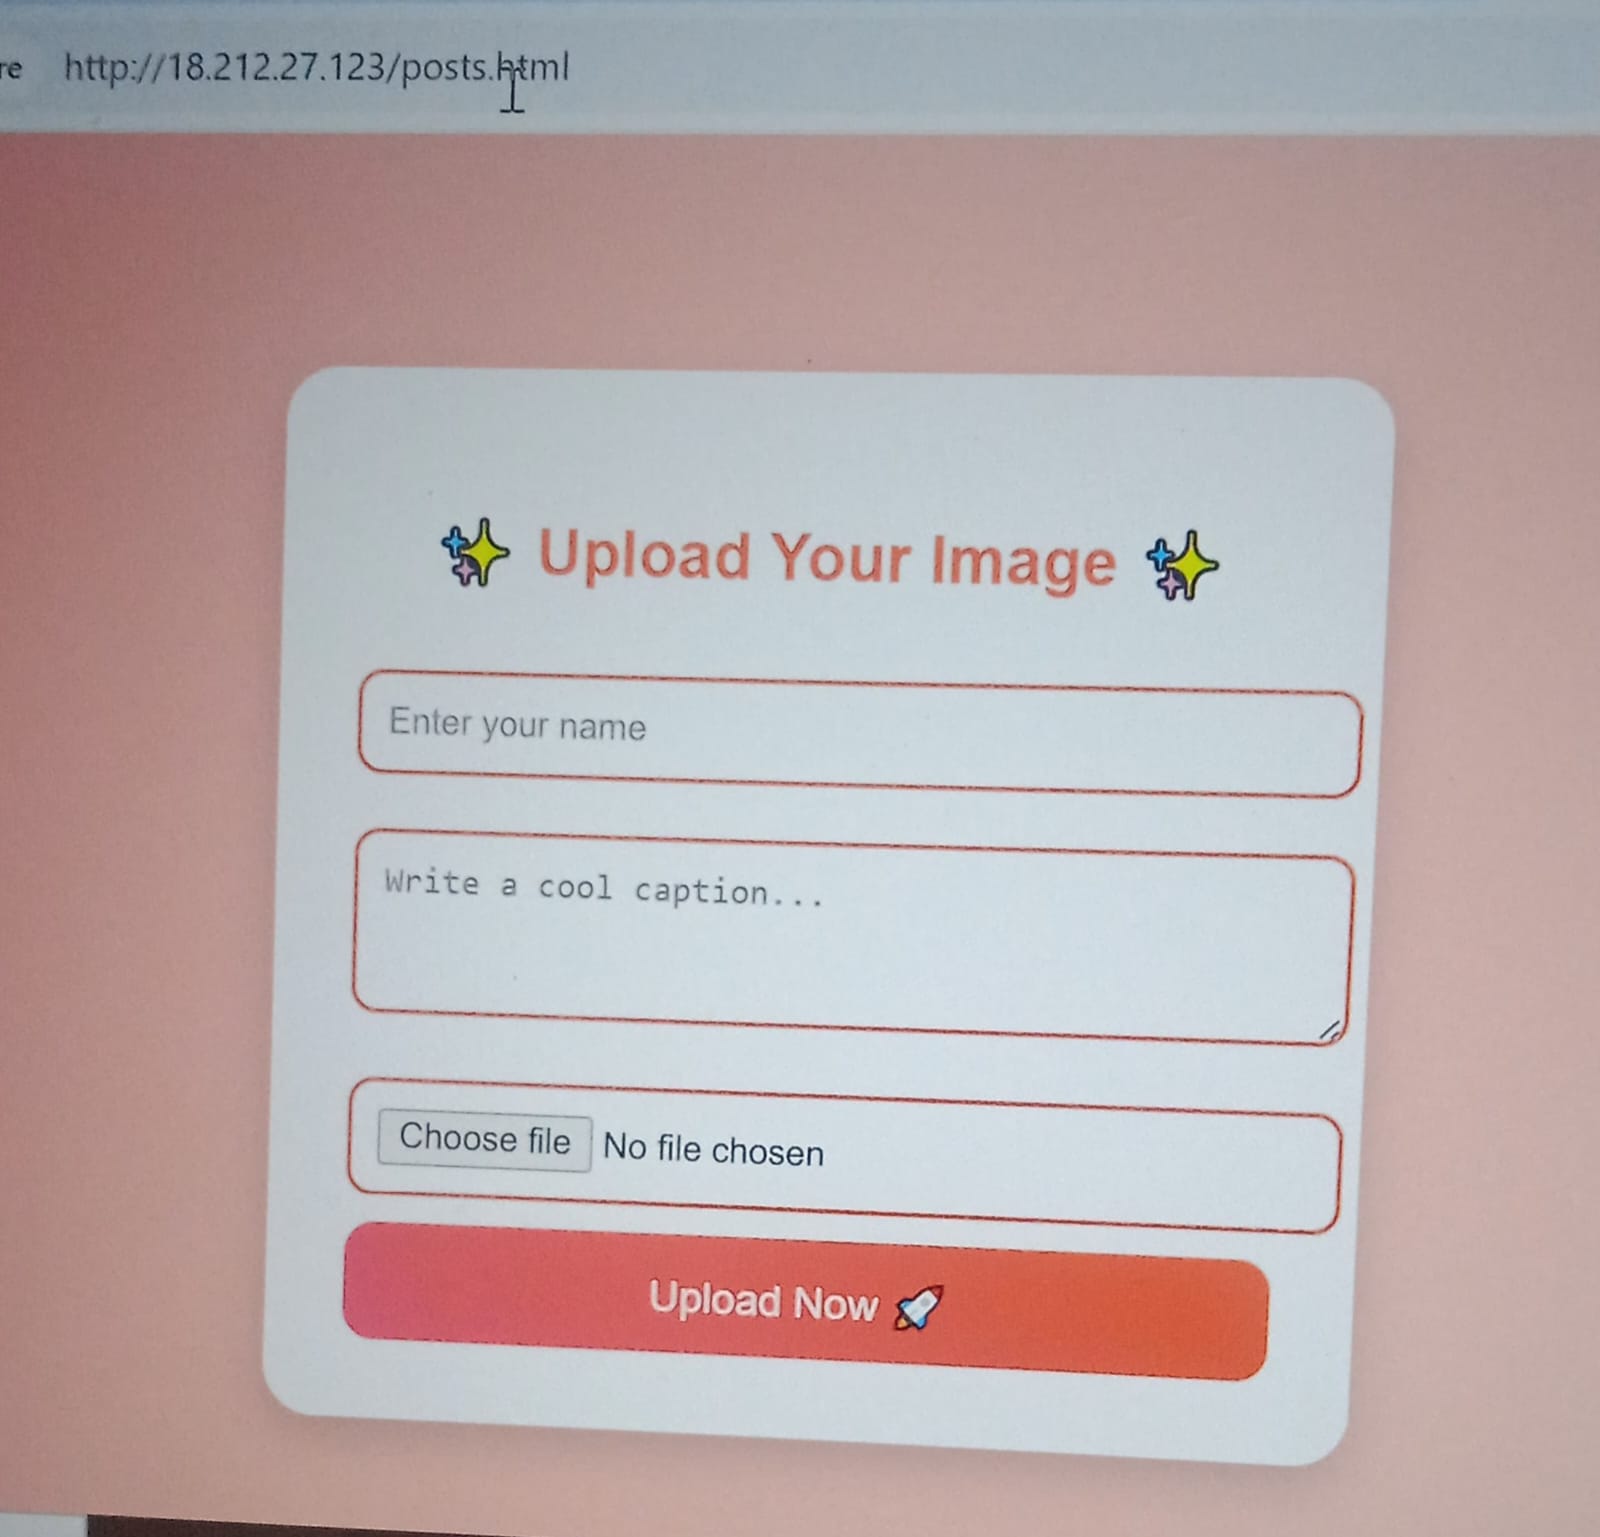 re http://18.212.27.123/posts.html
✨ Upload Your Image ✨
Enter your name
Write a cool caption...
Choose file No file chosen
Upload Now 🚀